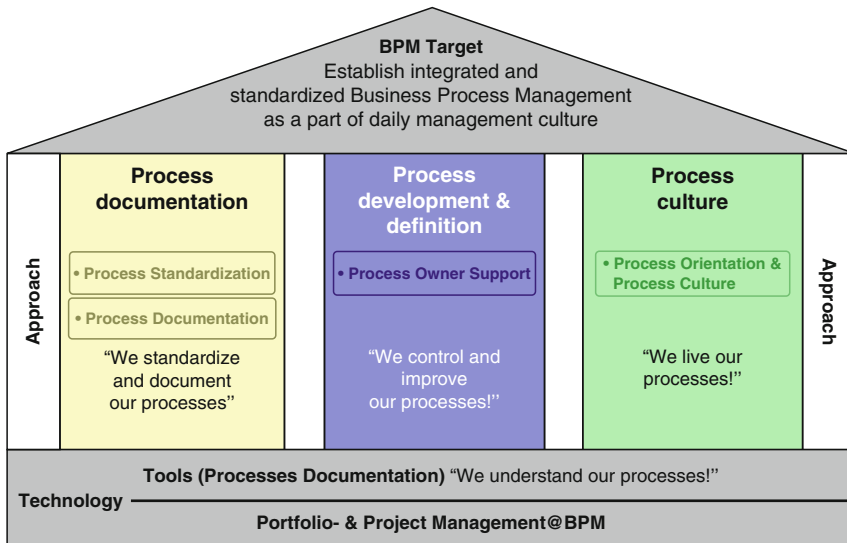 BPM Target
Establish integrated and
standardized Business Process Management
as a part of daily management culture
Approach
Process
documentation
• Process Standardization
• Process Documentation
“We standardize
and document
our processes’’
Process
development &
definition
• Process Owner Support
“We control and
improve
our processes!’’
Process
culture
• Process Orientation &
Process Culture
“We live our
processes!’’
Approach
Technology
Tools (Processes Documentation) “We understand our processes!’’
Portfolio- & Project Management@BPM